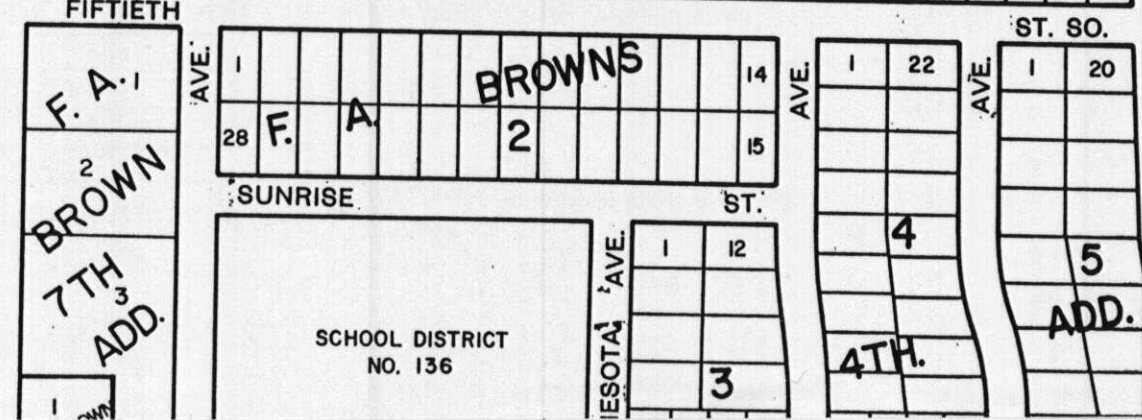 FIFTIETH
ST. SO.
F. A. 1
2
BROWN
7TH
3
ADD.
1
AVE.
1
BROWNS
14
28
F. A.
2
15
SUNRISE
ST.
SCHOOL DISTRICT
NO. 136
AVE.
1
12
3
AVE.
1
22
4
4TH.
AVE.
1
20
5
ADD.